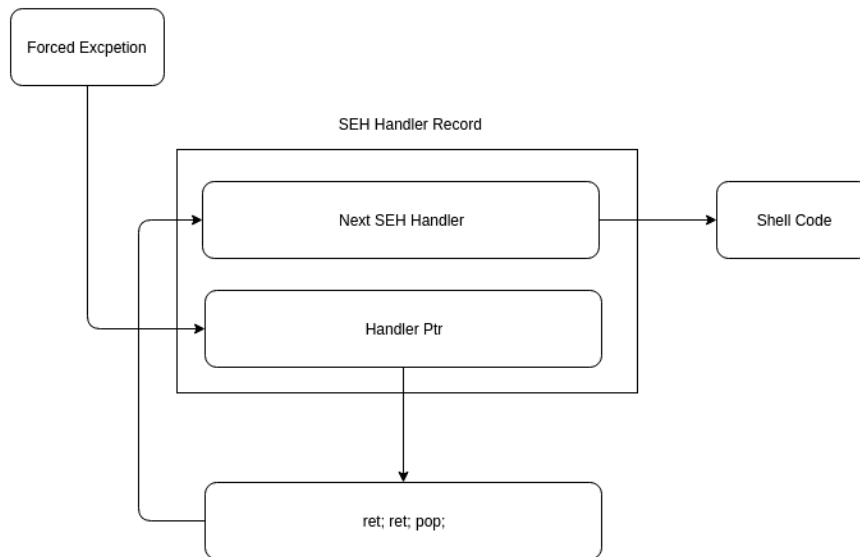 Forced Excpetion
SEH Handler Record
Next SEH Handler
Shell Code
Handler Ptr
ret; ret; pop;